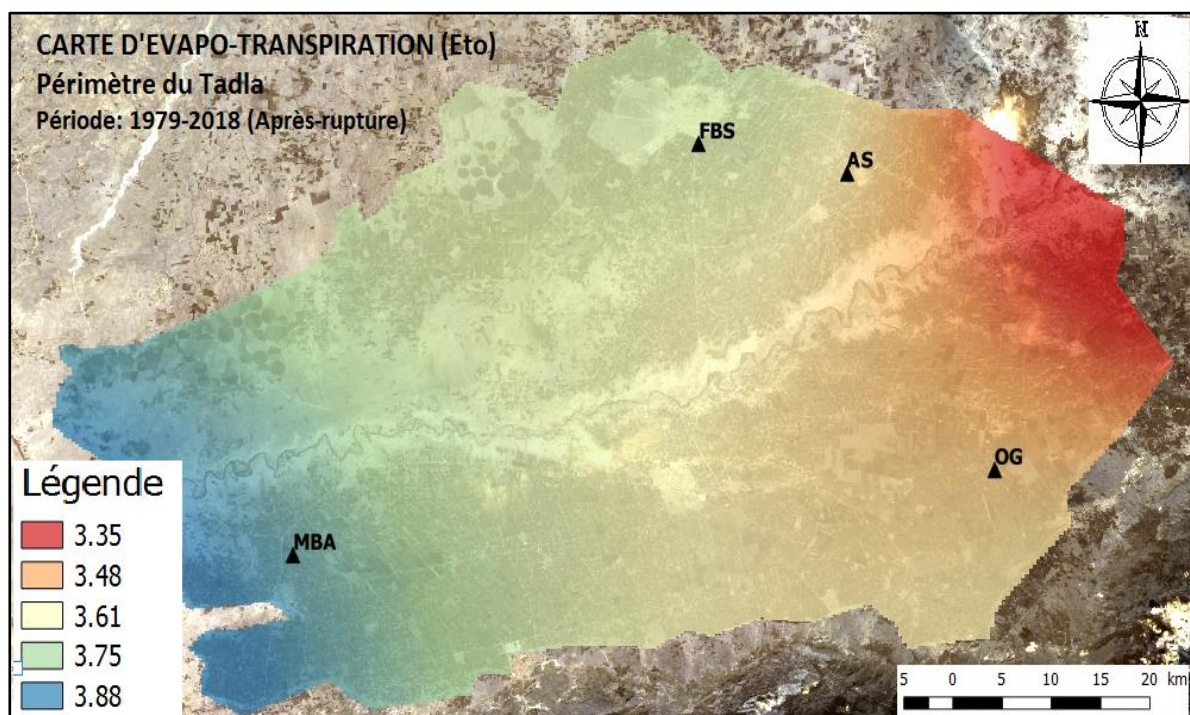 CARTE D'EVAPO-TRANSPIRATION (Eto)
Périmètre du Tadla
Période: 1979-2018 (Après-rupture)
N
FBS
AS
OG
MBA
Légende
3.35
3.48
3.61
3.75
3.88
5 0 5 10 15 20 km